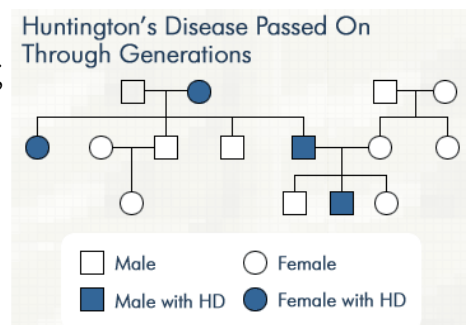 Huntington's Disease Passed On
Through Generations
Male
Female
Male with HD
Female with HD